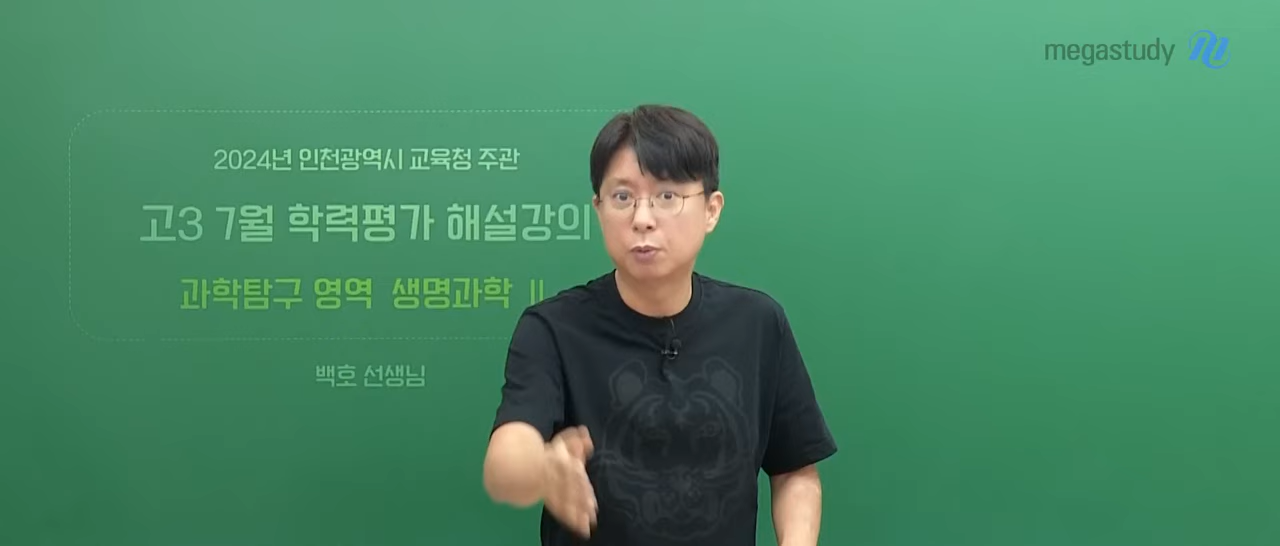 megastudy
2024년 인천광역시 교육청 주관
고3 7월 학력평가 해설강의
과학탐구 영역 생명과학 II
백호 선생님